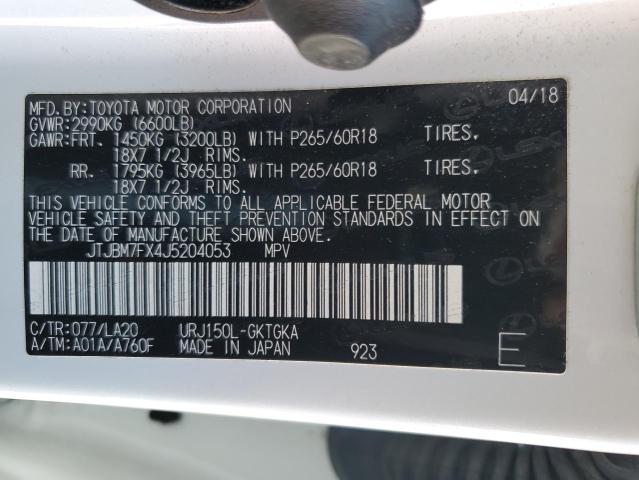 MFD.BY:TOYOTA MOTOR CORPORATION 04/18
GVWR:2990KG (6600LB)
GAWR:FRT. 1450KG (3200LB) WITH P265/60R18 TIRES.
18X7 1/2J RIMS.
RR. 1795KG (3965LB) WITH P265/60R18 TIRES.
18X7 1/2J RIMS.
THIS VEHICLE CONFORMS TO ALL APPLICABLE FEDERAL MOTOR
VEHICLE SAFETY AND THEFT PREVENTION STANDARDS IN EFFECT ON
THE DATE OF MANUFACTURE SHOWN ABOVE.
JTJBM7FX4J5204053 MPV
C/TR:077/LA20 URJ150L-GKTGKA
A/TM:A01A/A760F MADE IN JAPAN 923 E